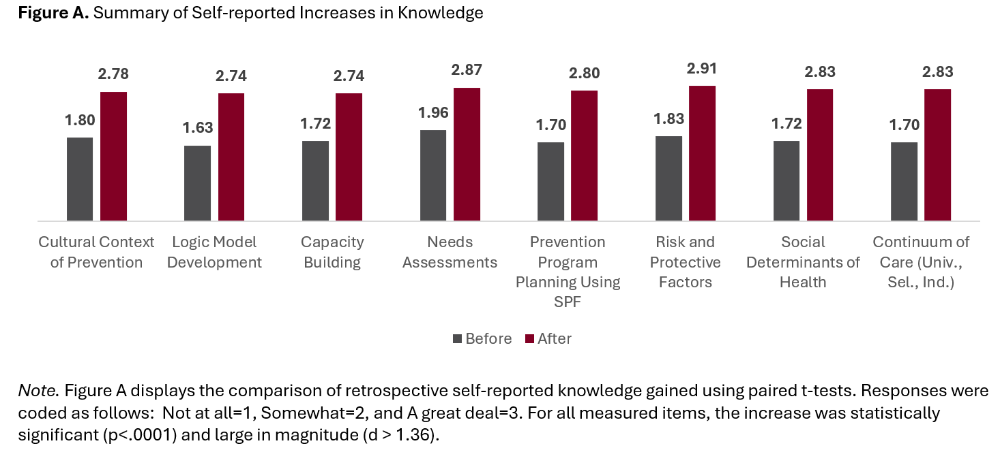 Figure A. Summary of Self-reported Increases in Knowledge
2.78
2.74
2.74
2.87
2.80
2.91
2.83
2.83
1.80
1.63
1.72
1.96
1.70
1.83
1.72
1.70
Cultural Context
of Prevention
Logic Model
Development
Capacity
Building
Needs
Assessments
Prevention
Program
Planning Using
SPF
Risk and
Protective
Factors
Social
Determinants of
Health
Continuum of
Care (Univ.,
Sel., Ind.)
Before After
Note. Figure A displays the comparison of retrospective self-reported knowledge gained using paired t-tests. Responses were
coded as follows:  Not at all=1, Somewhat=2, and A great deal=3. For all measured items, the increase was statistically
significant (p<.0001) and large in magnitude (d > 1.36).